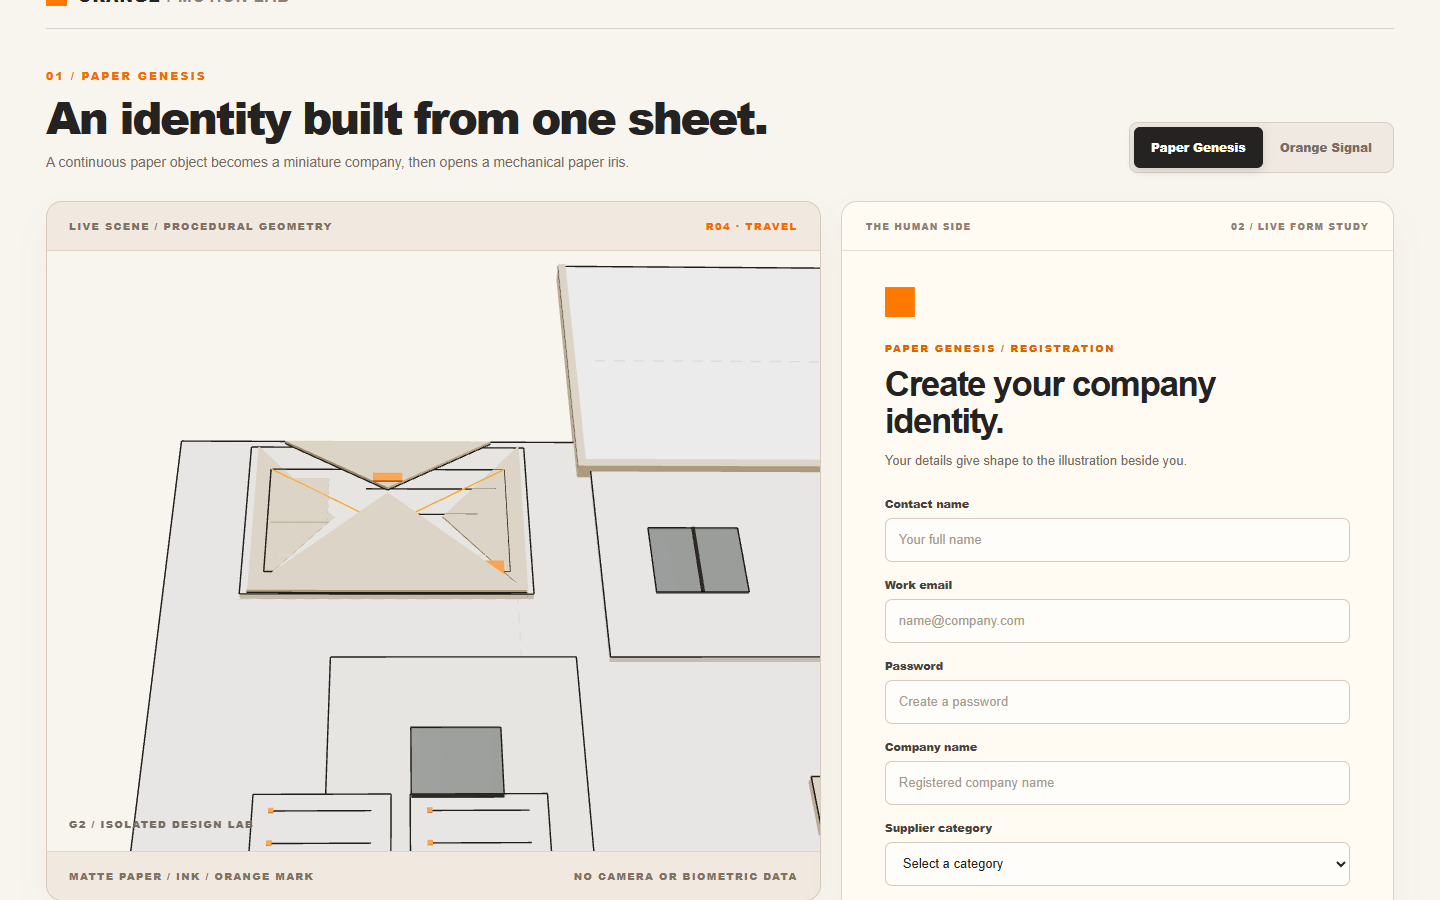 ORANGE / MOTION LAB
01 / PAPER GENESIS
An identity built from one sheet.
A continuous paper object becomes a miniature company, then opens a mechanical paper iris.
Paper Genesis
Orange Signal
LIVE SCENE / PROCEDURAL GEOMETRY
R04 · TRAVEL
G2 / ISOLATED DESIGN LAB
MATTE PAPER / INK / ORANGE MARK
NO CAMERA OR BIOMETRIC DATA
THE HUMAN SIDE
02 / LIVE FORM STUDY
PAPER GENESIS / REGISTRATION
Create your company
identity.
Your details give shape to the illustration beside you.
Contact name
Your full name
Work email
name@company.com
Password
Create a password
Company name
Registered company name
Supplier category
Select a category